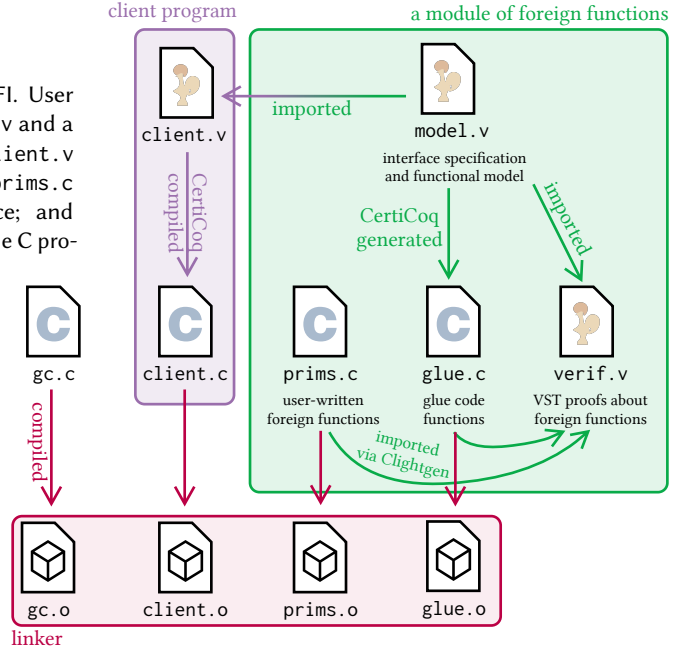 client program
a module of foreign functions
FI. User
v and a
ient.v
rims.c
ce; and
e C pro-
client.v
imported
model.v
interface specification
and functional model
CertiCoq
compiled
CertiCoq
generated
imported
C
C
C
C
gc.c
client.c
prims.c
glue.c
verif.v
user-written
foreign functions
glue code
functions
VST proofs about
foreign functions
compiled
imported
via Clightgen
gc.o
client.o
prims.o
glue.o
linker